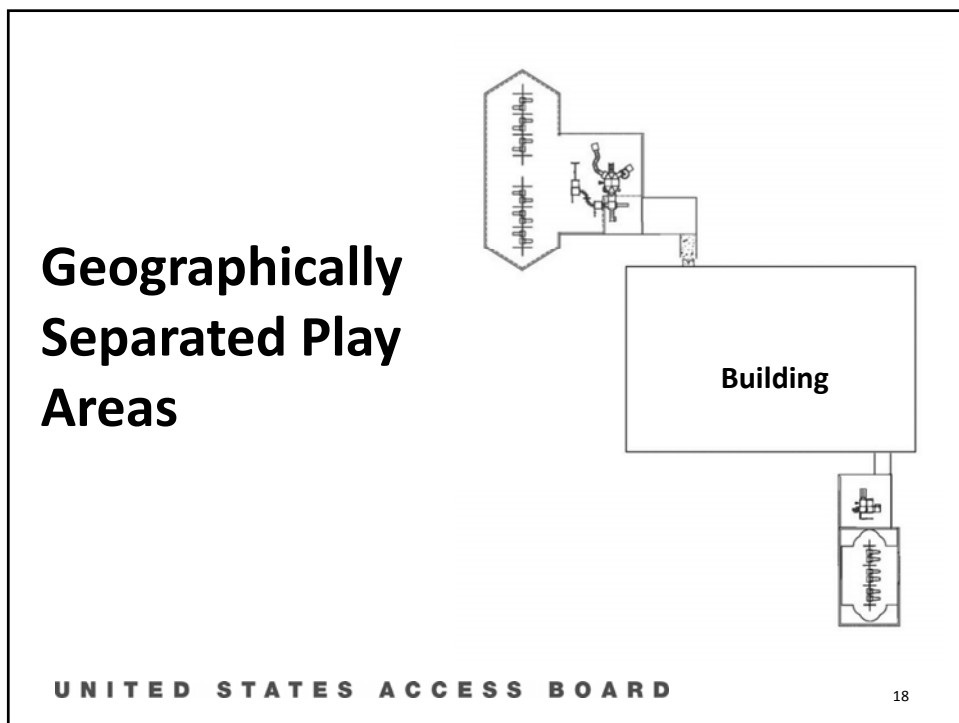 Geographically
Separated Play
Areas
Building
UNITED STATES ACCESS BOARD
18